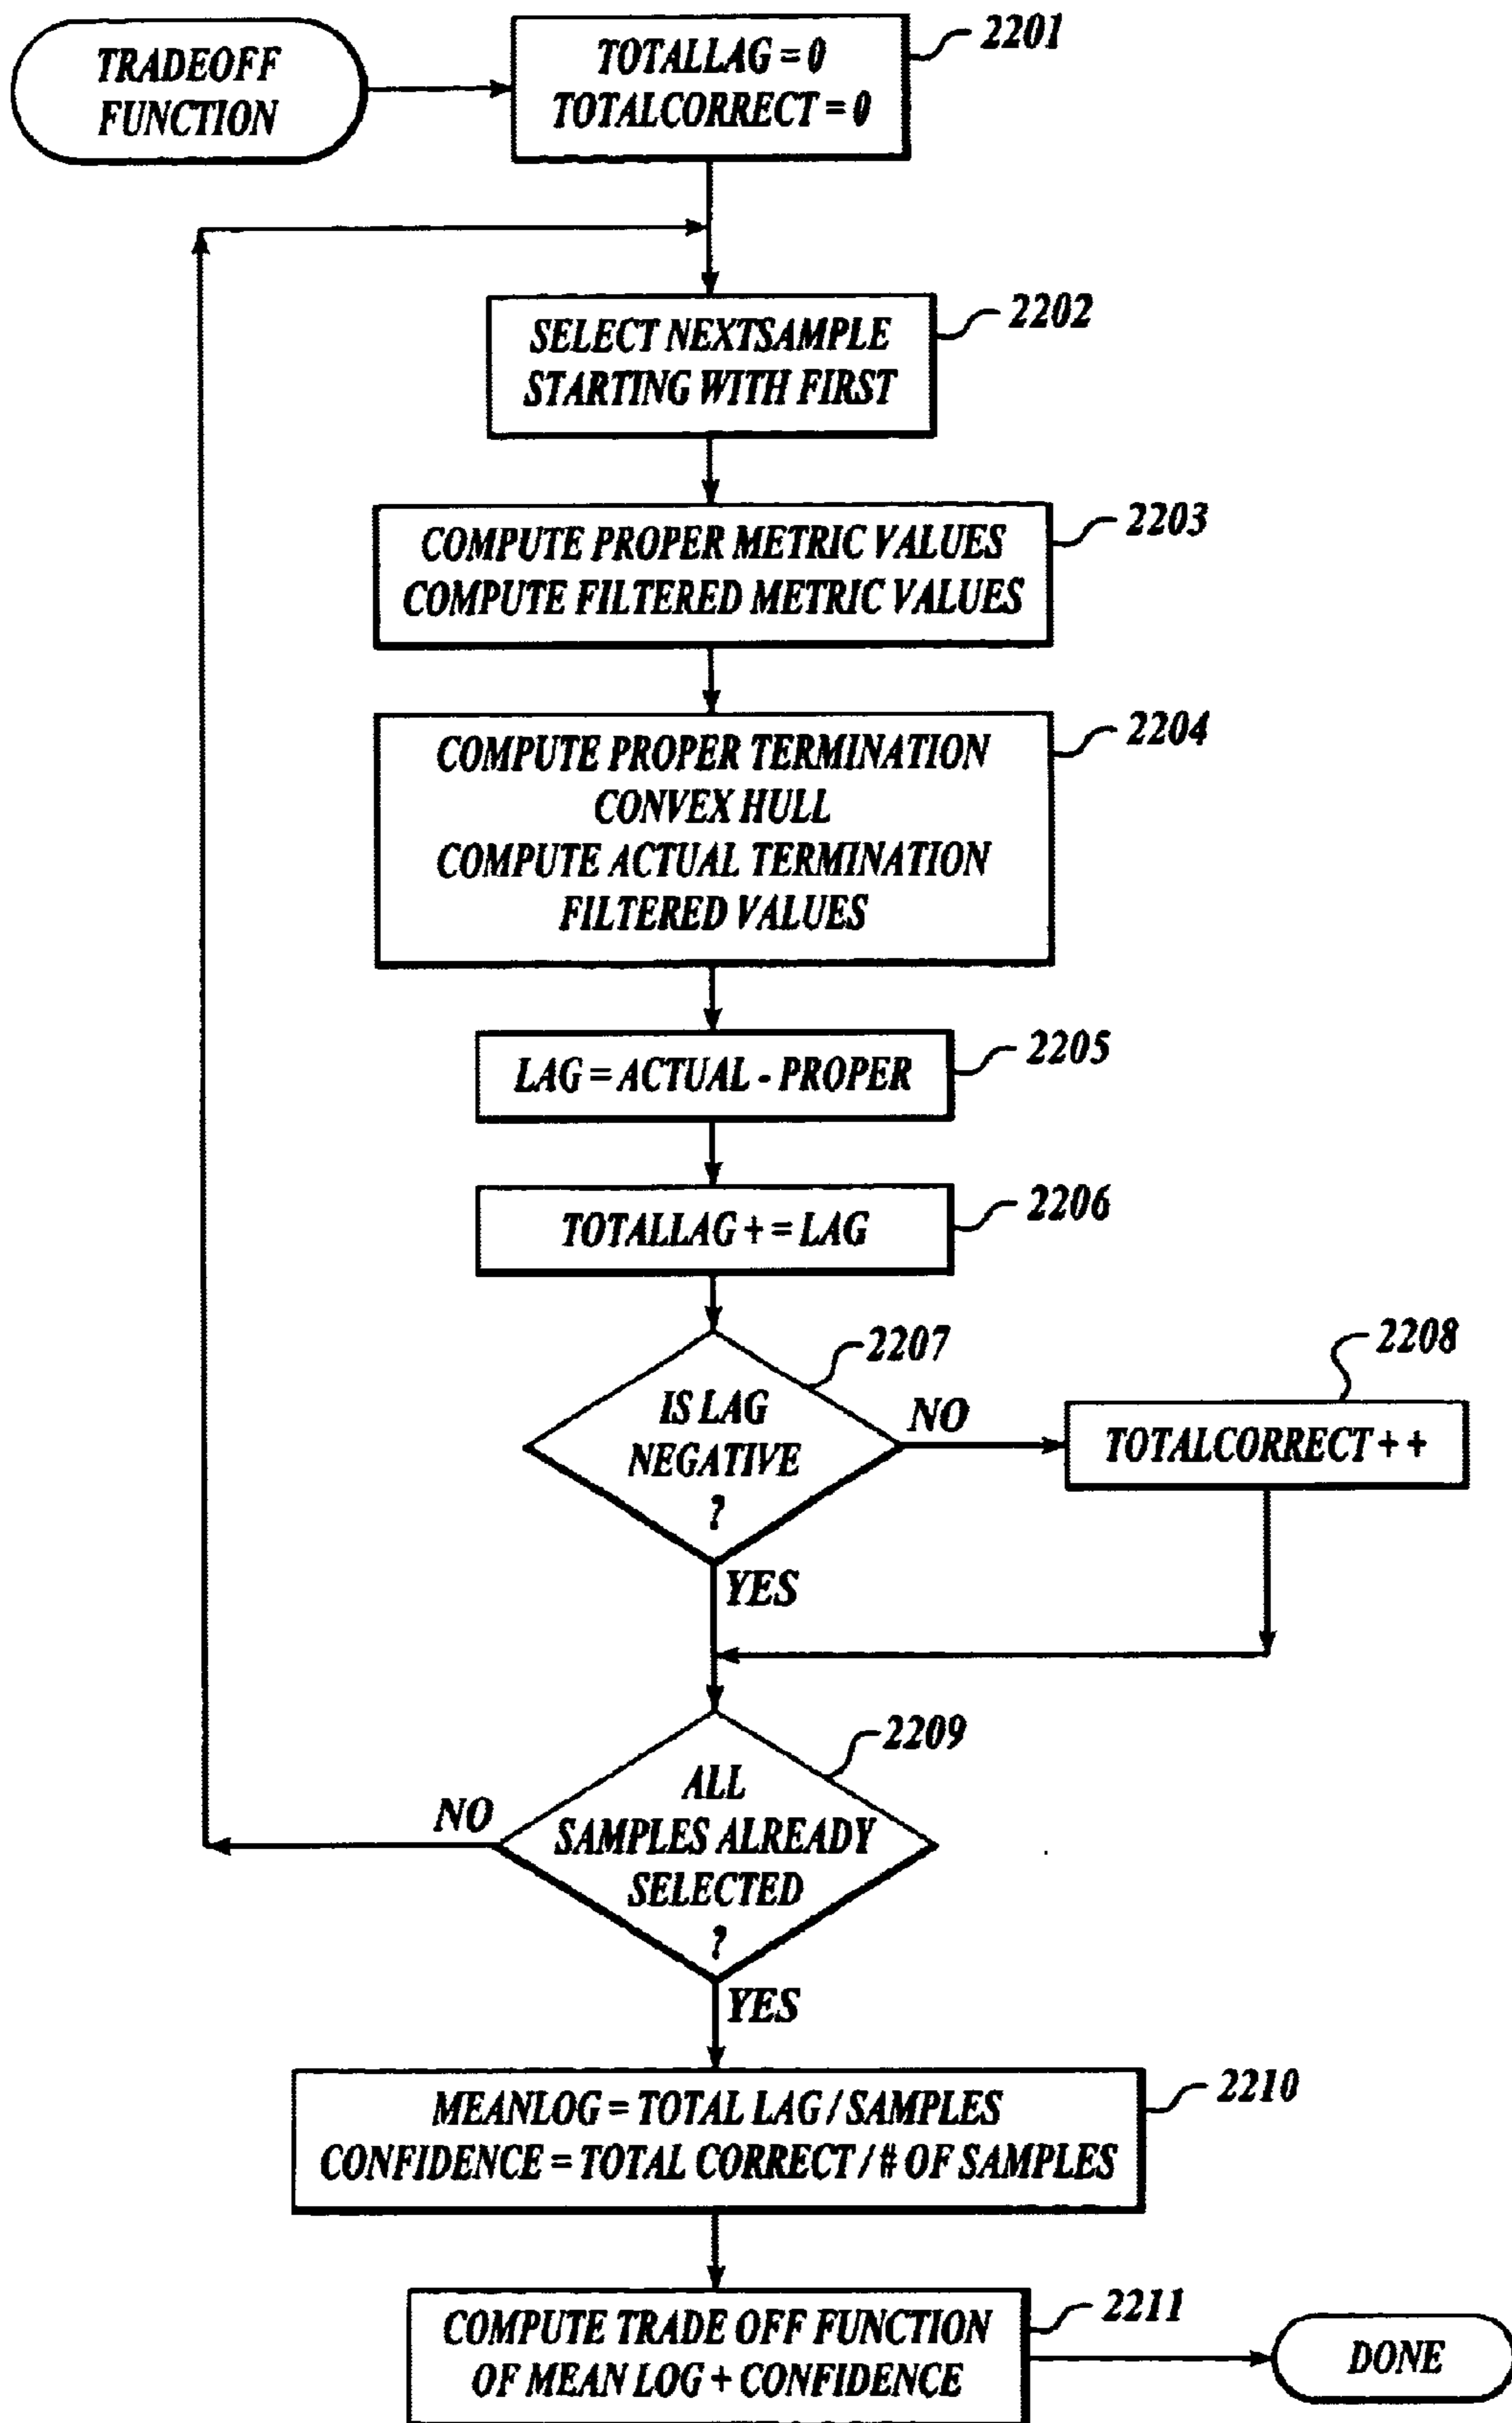 TRADEOFF
FUNCTION
TOTALLAG = 0
TOTALCORRECT = 0
2201
SELECT NEXTSAMPLE
STARTING WITH FIRST
2202
COMPUTE PROPER METRIC VALUES
COMPUTE FILTERED METRIC VALUES
2203
COMPUTE PROPER TERMINATION
CONVEX HULL
COMPUTE ACTUAL TERMINATION
FILTERED VALUES
2204
LAG = ACTUAL - PROPER
2205
TOTALLAG + = LAG
2206
IS LAG
NEGATIVE
?
2207
NO
TOTALCORRECT + +
2208
YES
ALL
SAMPLES ALREADY
SELECTED
?
2209
NO
YES
MEANLOG = TOTAL LAG / SAMPLES
CONFIDENCE = TOTAL CORRECT / # OF SAMPLES
2210
COMPUTE TRADE OFF FUNCTION
OF MEAN LOG + CONFIDENCE
2211
DONE